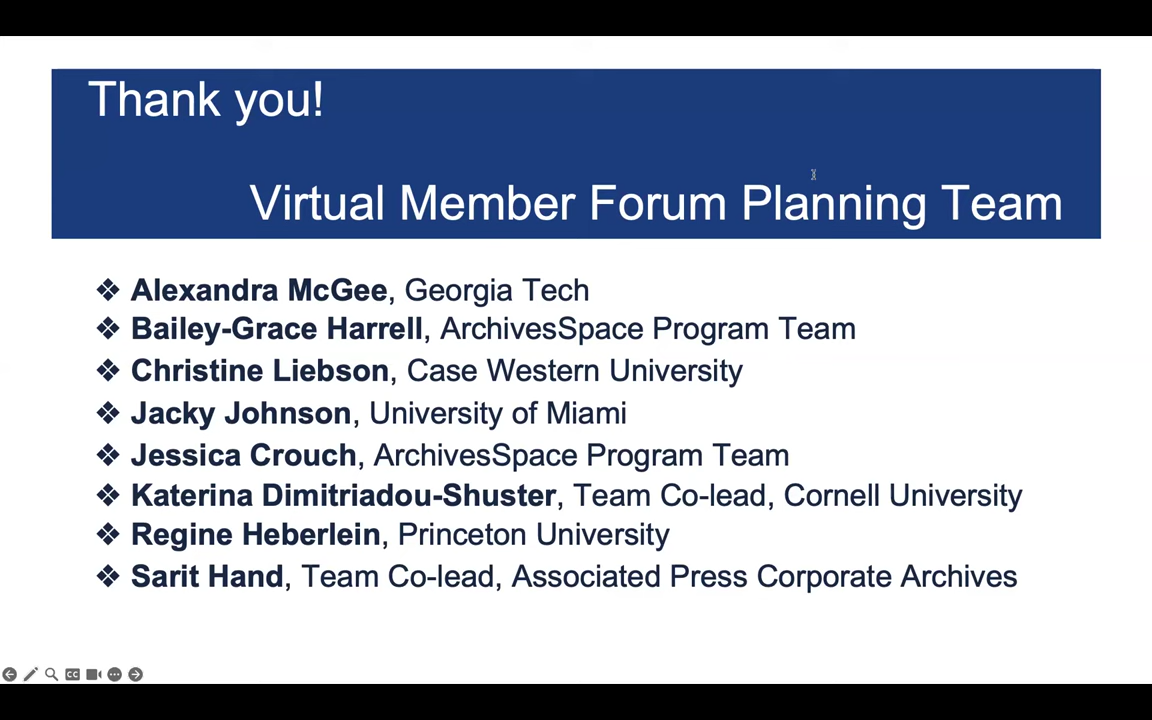 Thank you!
Virtual Member Forum Planning Team
❖ Alexandra McGee, Georgia Tech
❖ Bailey-Grace Harrell, ArchivesSpace Program Team
❖ Christine Liebson, Case Western University
❖ Jacky Johnson, University of Miami
❖ Jessica Crouch, ArchivesSpace Program Team
❖ Katerina Dimitriadou-Shuster, Team Co-lead, Cornell University
❖ Regine Heberlein, Princeton University
❖ Sarit Hand, Team Co-lead, Associated Press Corporate Archives
CC